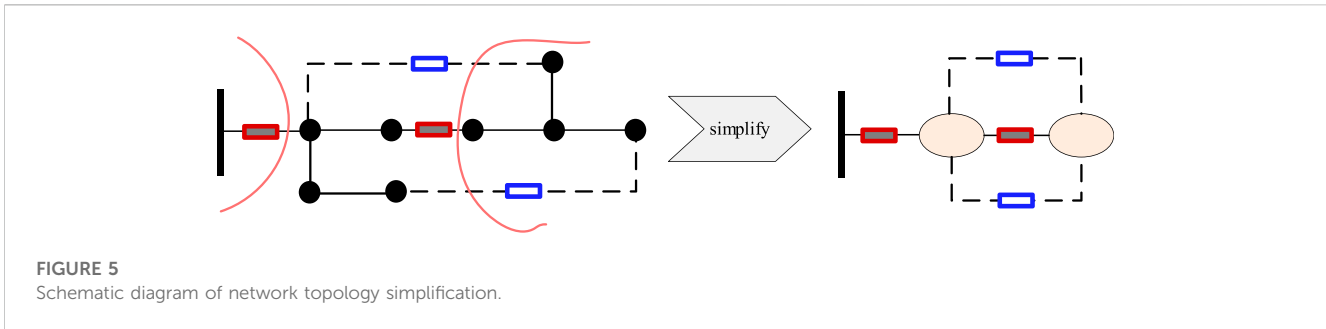 simplify
FIGURE 5
Schematic diagram of network topology simplification.